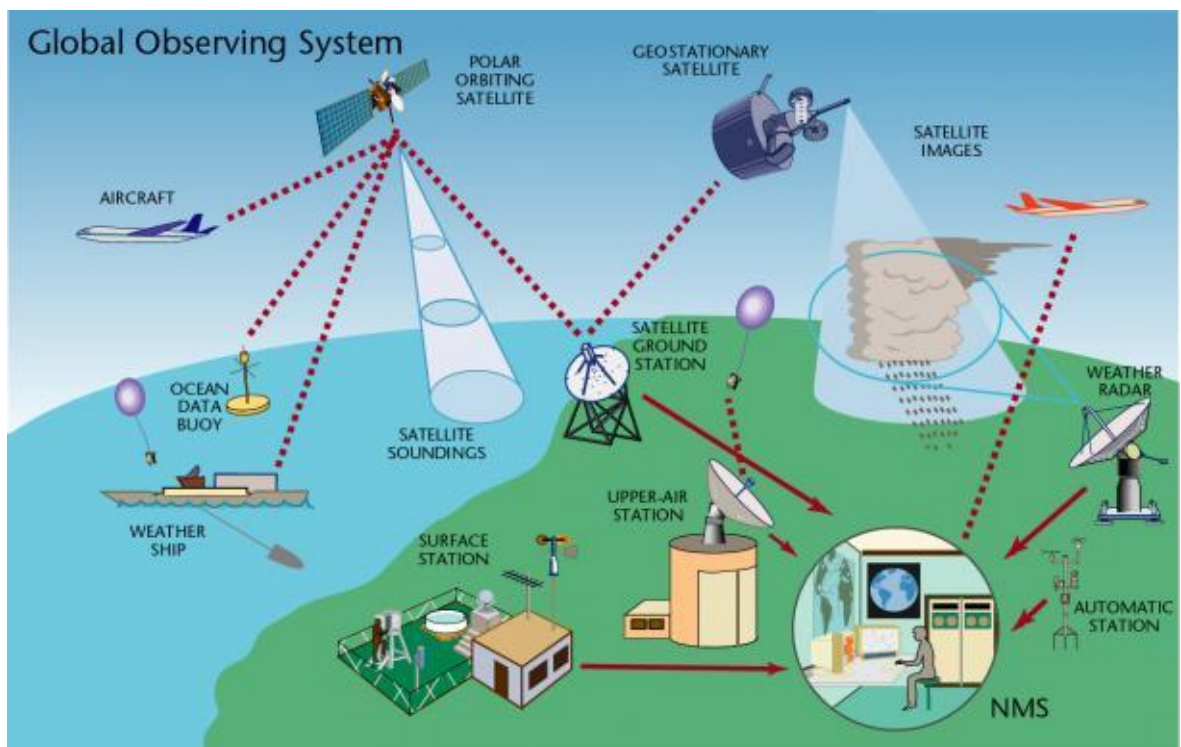 Global Observing System
POLAR
ORBITING
SATELLITE
GEOSTATIONARY
SATELLITE
SATELLITE
IMAGES
AIRCRAFT
OCEAN
DATA
BUOY
SATELLITE
SOUNDINGS
SATELLITE
GROUND
STATION
WEATHER
RADAR
WEATHER
SHIP
SURFACE
STATION
UPPER-AIR
STATION
AUTOMATIC
STATION
NMS